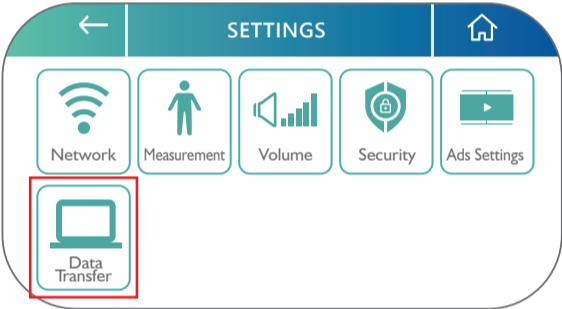 SETTINGS
Network
Measurement
Volume
Security
Ads Settings
Data
Transfer